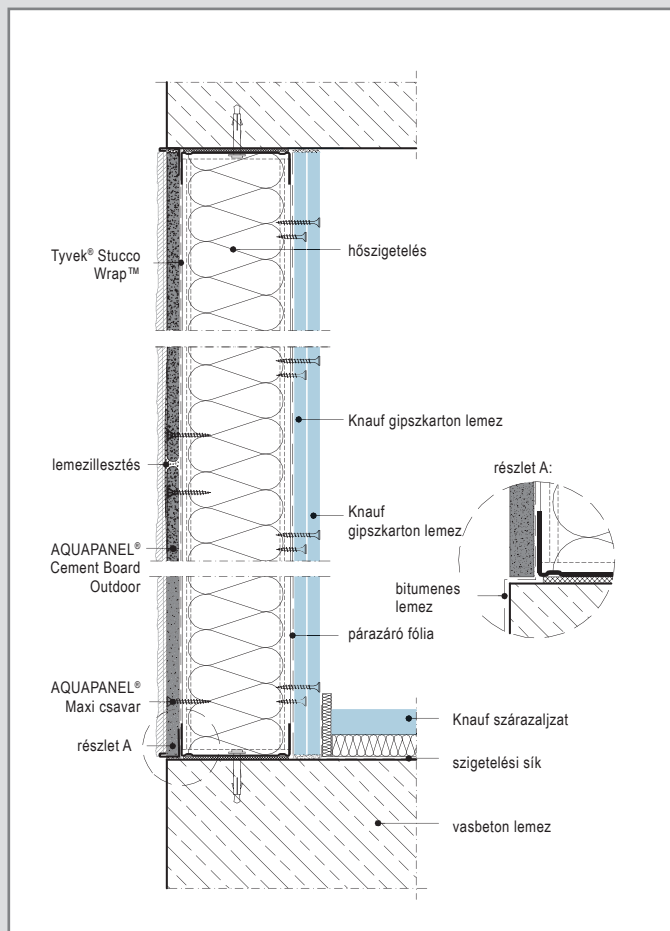 Tyvek® Stucco
Wrap™
hőszigetelés
Knauf gipszkarton lemez
lemezillesztés
részlet A:
Knauf
gipszkarton lemez
AQUAPANEL®
Cement Board
Outdoor
bitumenes
lemez
párazáró fólia
AQUAPANEL®
Maxi csavar
Knauf szárazaljzat
részlet A
szigetelési sík
vasbeton lemez